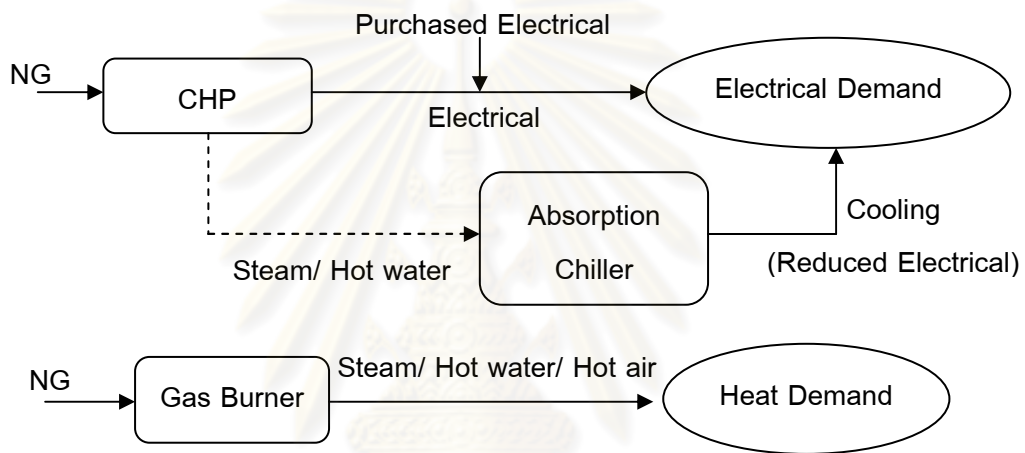 Purchased Electrical
NG
CHP
Electrical
Electrical Demand
Absorption
Chiller
Cooling
(Reduced Electrical)
Steam/ Hot water
NG
Gas Burner
Steam/ Hot water/ Hot air
Heat Demand